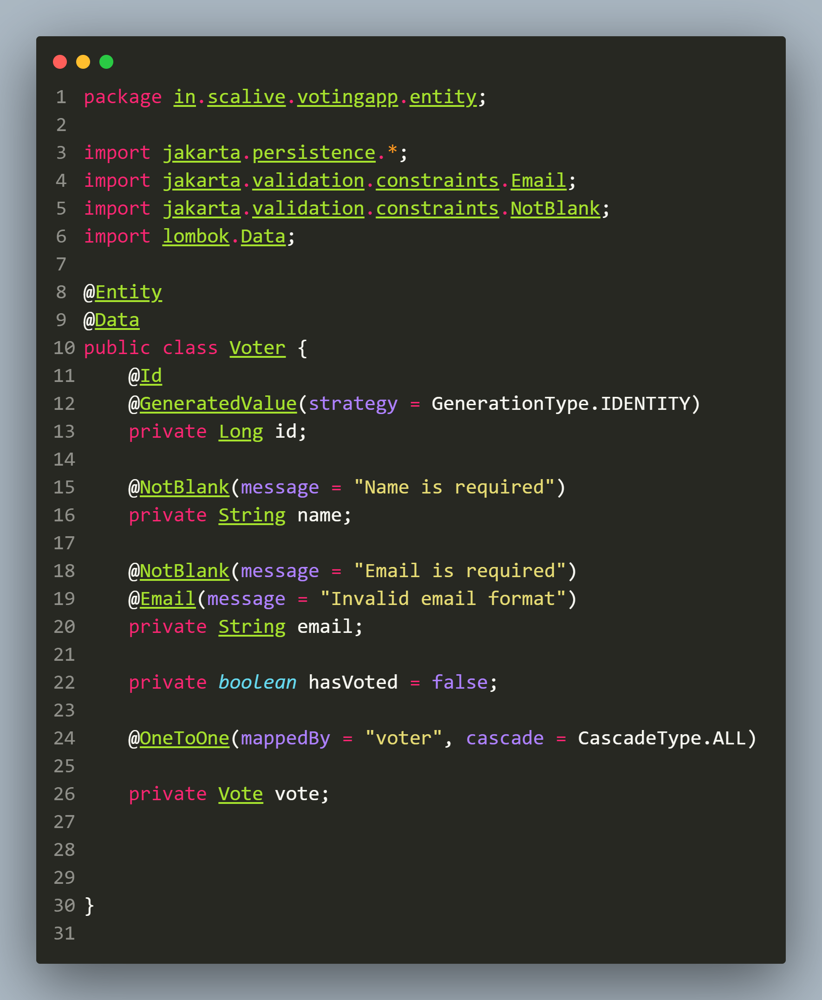 1 package in.scalive.votingapp.entity;
2
3 import jakarta.persistence.*;
4 import jakarta.validation.constraints.Email;
5 import jakarta.validation.constraints.NotBlank;
6 import lombok.Data;
7
8 @Entity
9 @Data
10 public class Voter {
11     @Id
12     @GeneratedValue(strategy = GenerationType.IDENTITY)
13     private Long id;
14
15     @NotBlank(message = "Name is required")
16     private String name;
17
18     @NotBlank(message = "Email is required")
19     @Email(message = "Invalid email format")
20     private String email;
21
22     private boolean hasVoted = false;
23
24     @OneToOne(mappedBy = "voter", cascade = CascadeType.ALL)
25
26     private Vote vote;
27
28
29
30 }
31